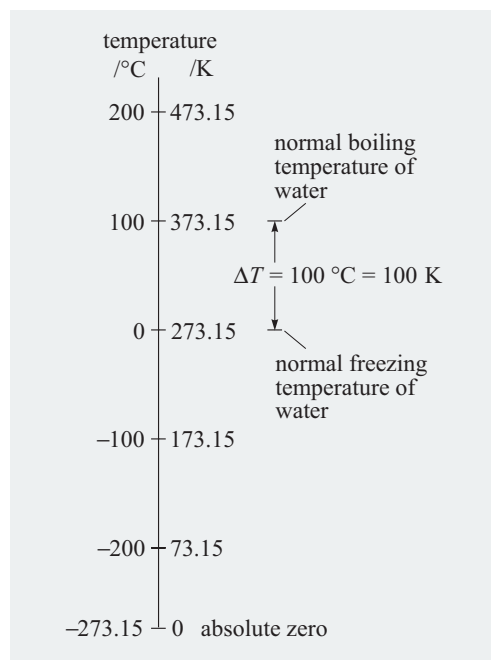 temperature
/°C /K
200 473.15
normal boiling
temperature of
water
100 373.15
ΔT = 100 °C = 100 K
0 273.15
normal freezing
temperature of
water
–100 173.15
–200 73.15
–273.15 0 absolute zero